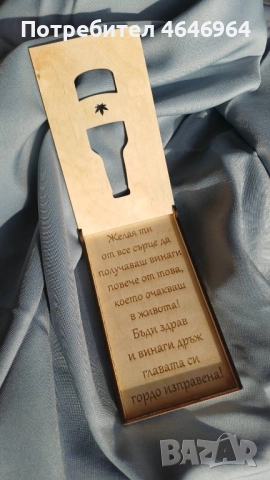 Потребител 4646964
Желая ти
от все сърце да
получаваш винаги
повече от това,
което очакваш
в живота!
Бъди здрав
и винаги дръж
главата си
гордо изправена!
BAZAR